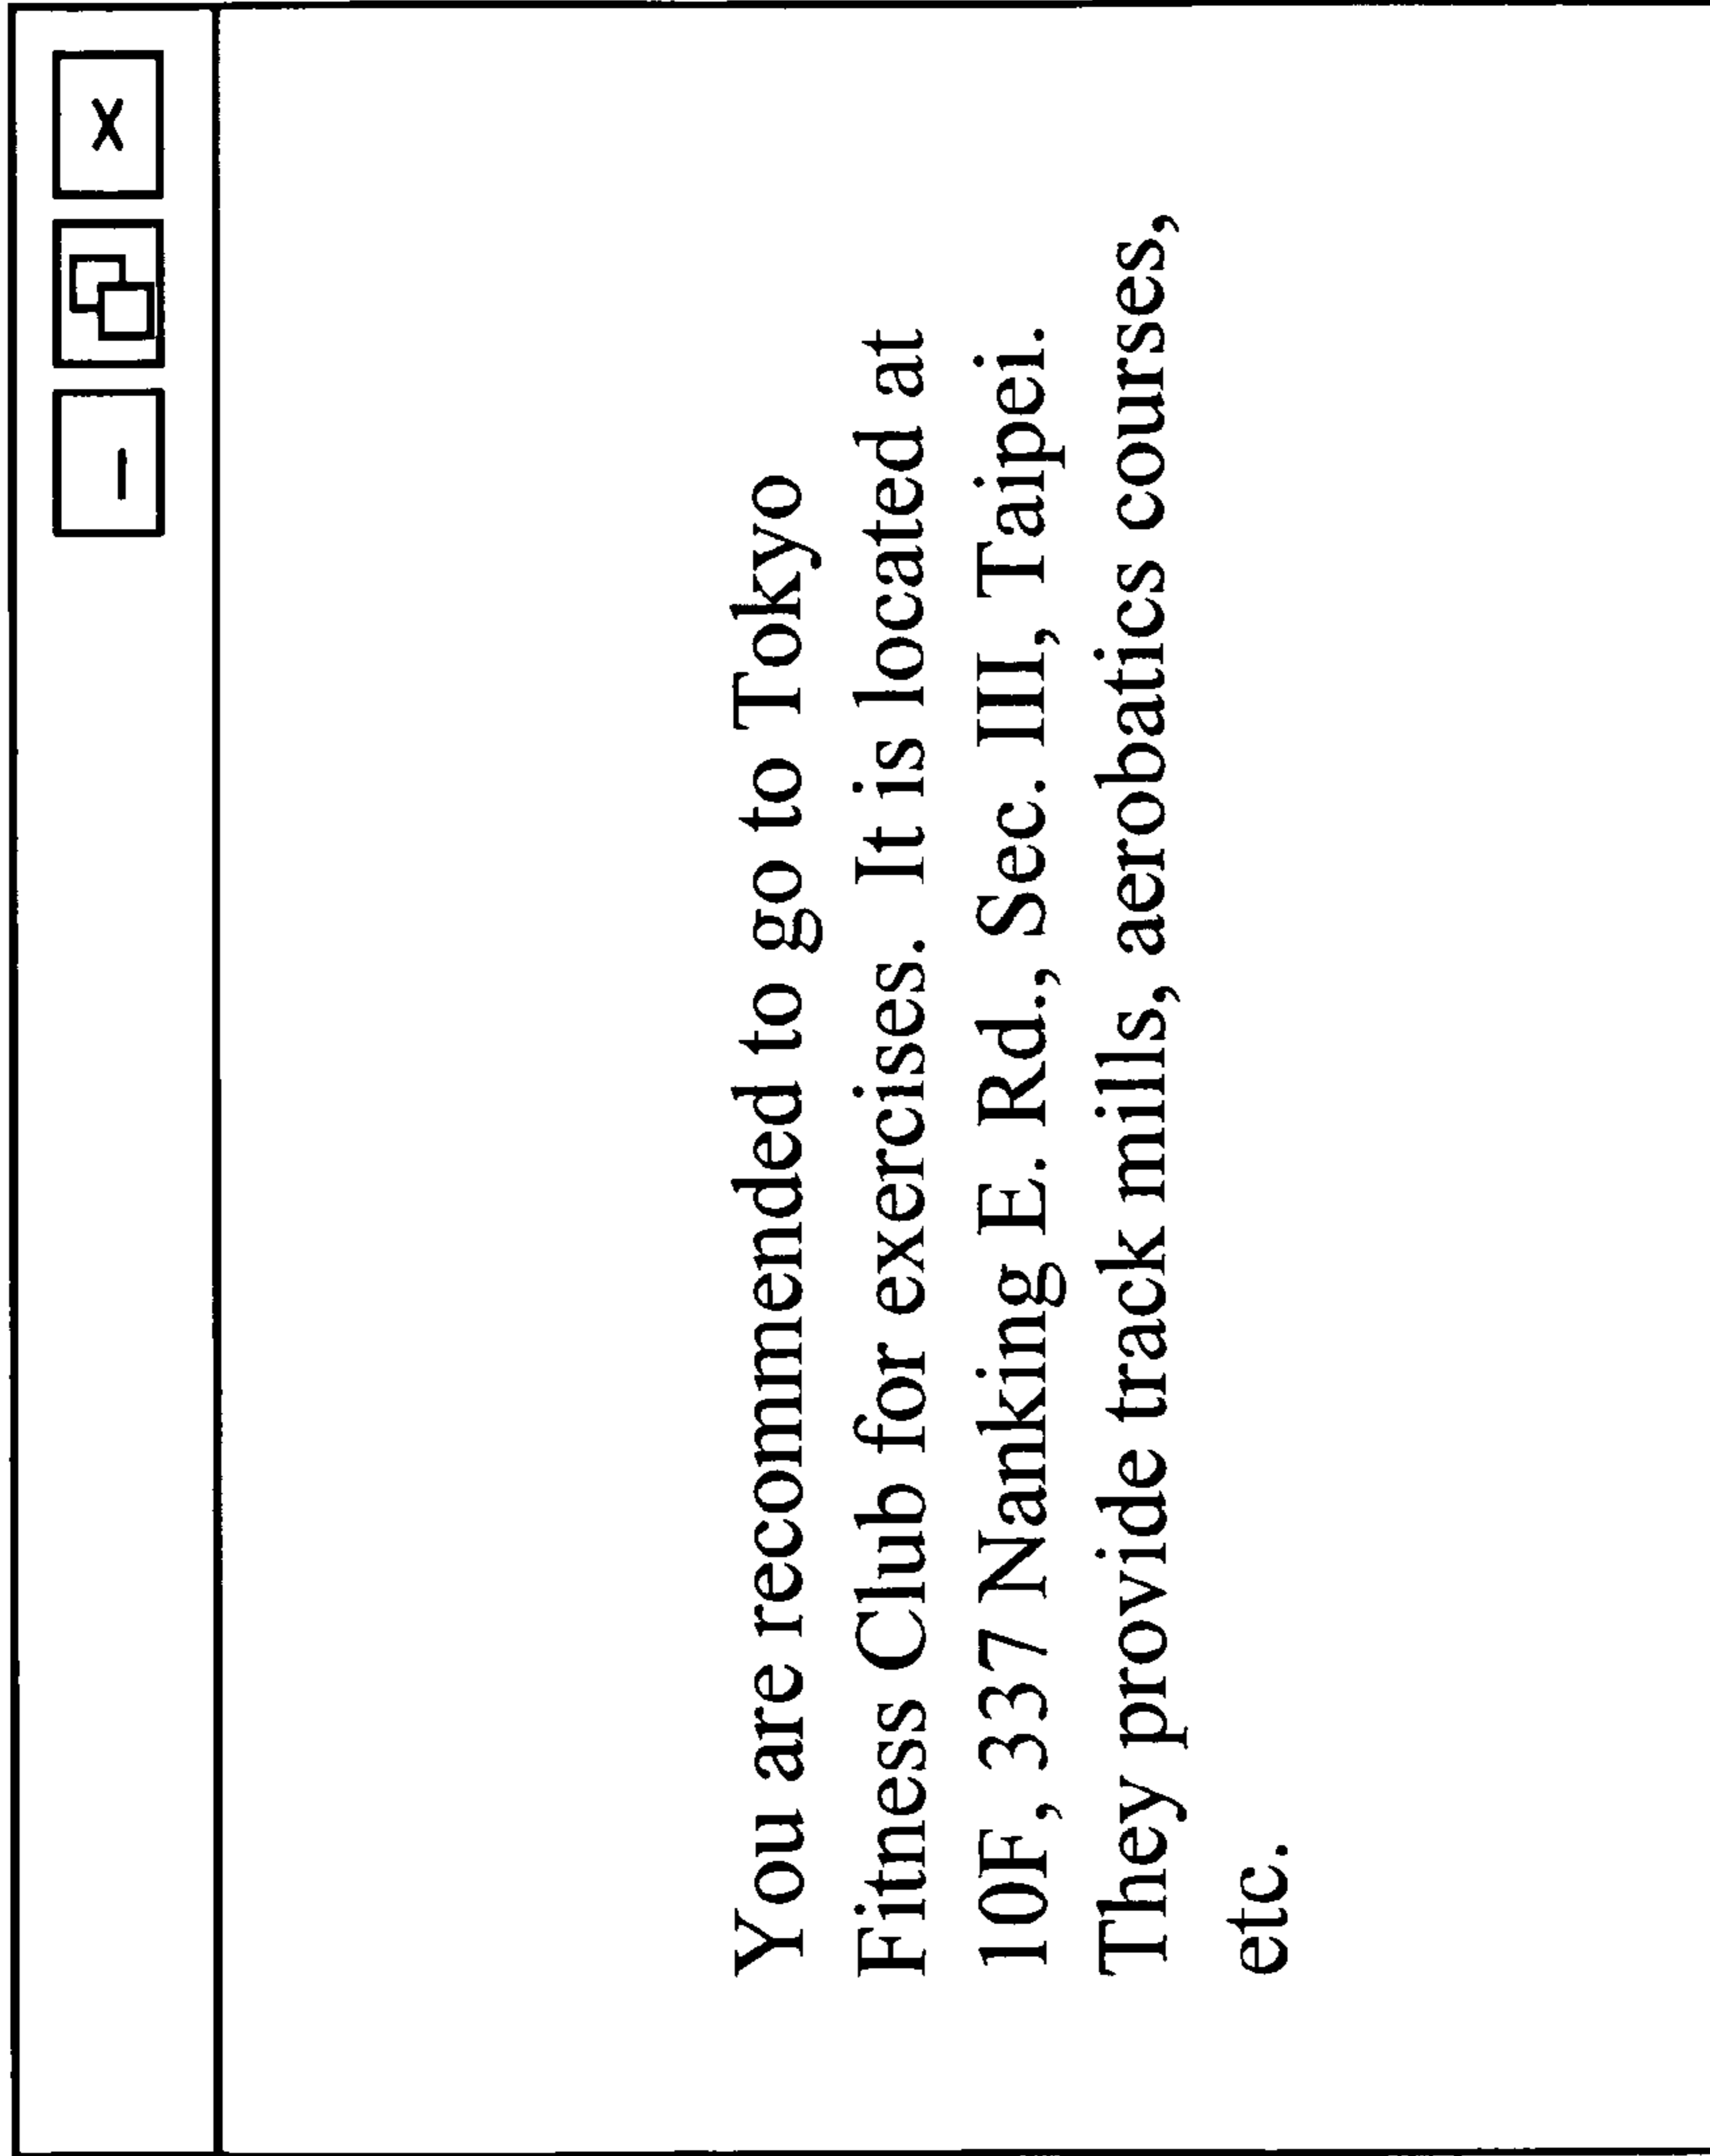 You are recommended to go to Tokyo
Fitness Club for exercises. It is located at
10F, 337 Nanking E. Rd., Sec. III, Taipei.
They provide track mills, aerobatics courses,
etc.